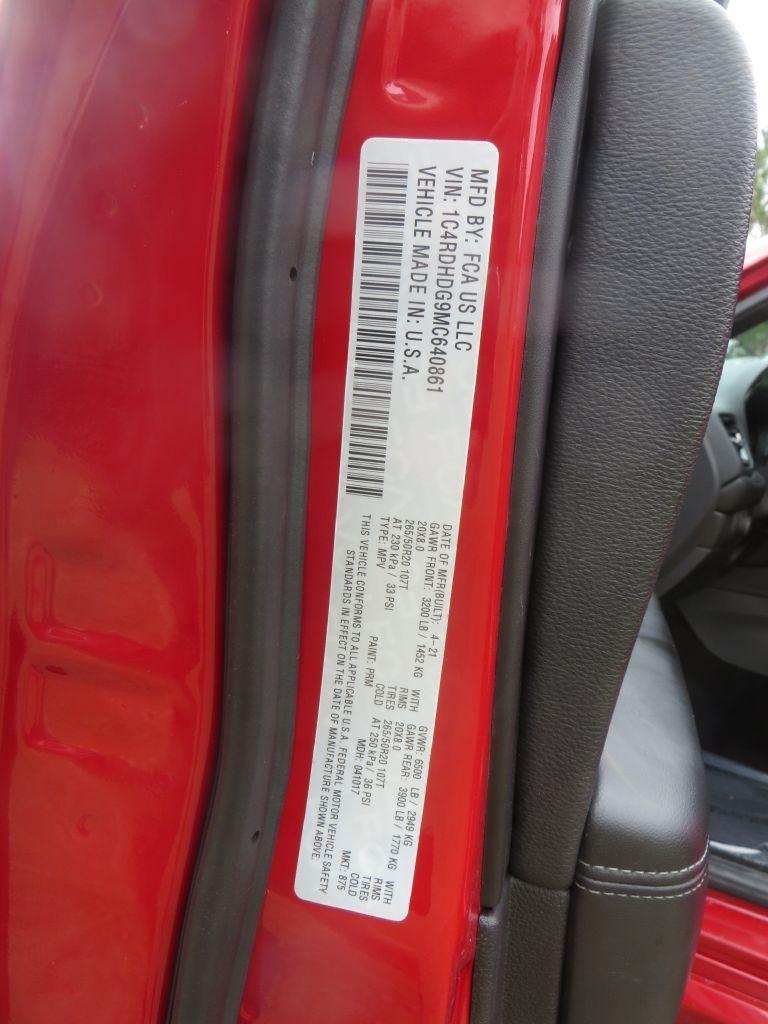 MFD BY: FCA US LLC
VIN: 1C4RDHDG9MC640861
VEHICLE MADE IN: U.S.A.
DATE OF MFR(BUILT): 4-21 GVWR: 6500 LB / 2949 KG
GAWR FRONT: 3200 LB / 1452 KG WITH GAWR REAR: 3900 LB / 1770 KG WITH
20X8.0 RIMS 20X8.0 RIMS
265/50R20 107T TIRES 265/50R20 107T TIRES
AT 230 kPa / 33 PSI COLD AT 250 kPa / 36 PSI COLD
TYPE: MPV PAINT: PRM MDH: 041017 MKT: 875
THIS VEHICLE CONFORMS TO ALL APPLICABLE U.S.A. FEDERAL MOTOR VEHICLE SAFETY
STANDARDS IN EFFECT ON THE DATE OF MANUFACTURE SHOWN ABOVE.